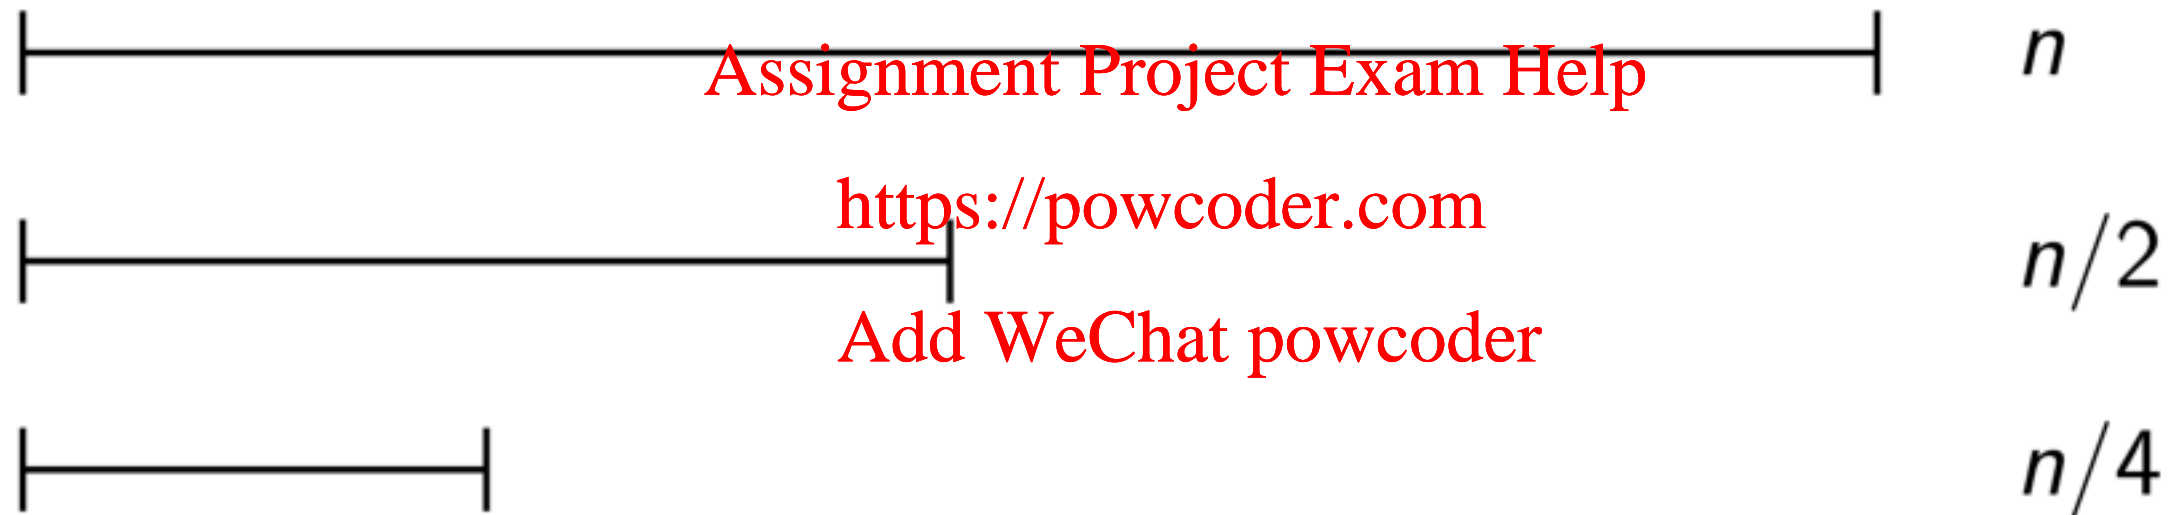 n
Assignment Project Exam Help
https://powcoder.com
n/2
Add WeChat powcoder
n/4